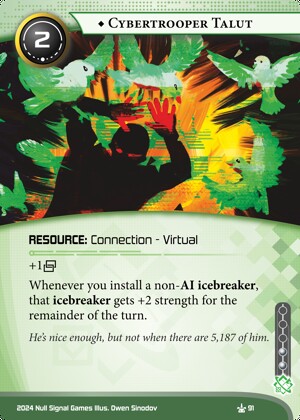 2
♦ Cybertrooper Talut
RESOURCE: Connection - Virtual
+1
Whenever you install a non-AI icebreaker,
that icebreaker gets +2 strength for the
remainder of the turn.
He's nice enough, but not when there are 5,187 of him.
2024 Null Signal Games Illus. Owen Sinodov
91